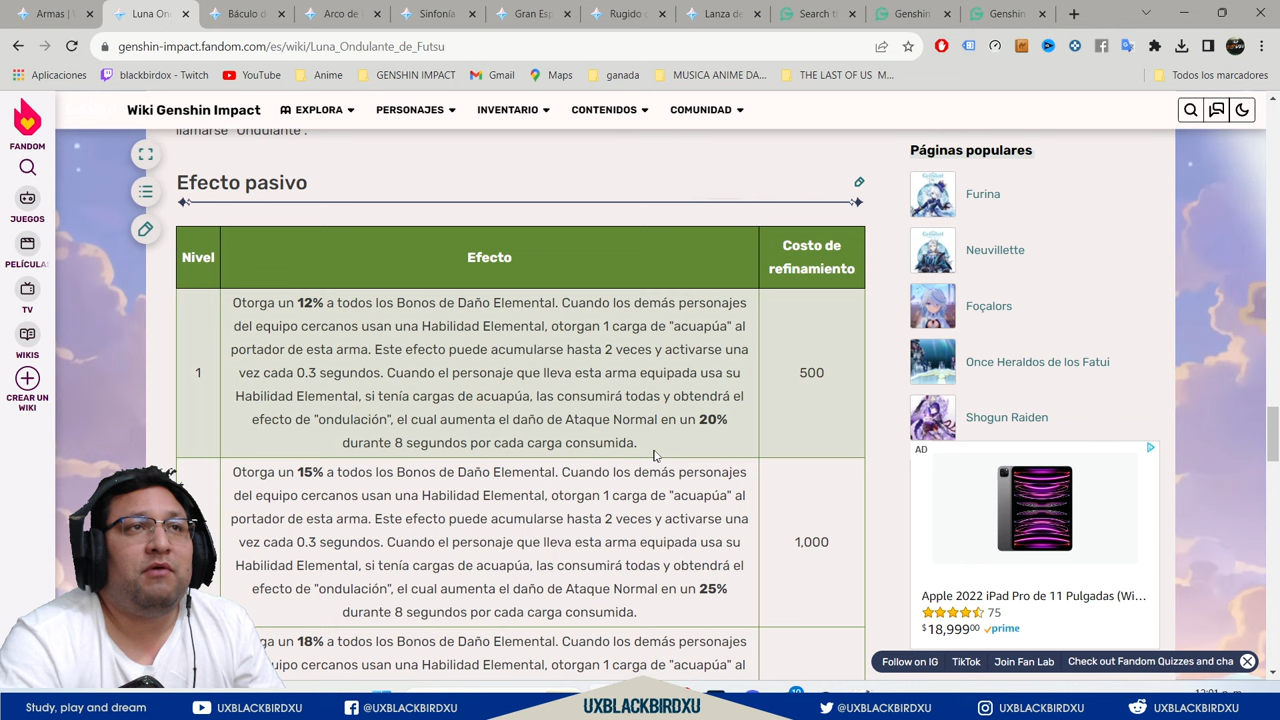 Armas |
Luna On
Báculo d
Arco de
Sinfonía
Gran Esp
Rugido d
Lanza de
Search t
Genshin
Genshin
genshin-impact.fandom.com/es/wiki/Luna_Ondulante_de_Futsu
Aplicaciones
blackbirdox - Twitch
YouTube
Anime
GENSHIN IMPACT
Gmail
Maps
ganada
MUSICA ANIME DA...
THE LAST OF US M...
Todos los marcadores
Wiki Genshin Impact
EXPLORA
PERSONAJES
INVENTARIO
CONTENIDOS
COMUNIDAD
FANDOM
JUEGOS
PELÍCULAS
TV
WIKIS
CREAR UN
WIKI
llamarse "Ondulante".
Efecto pasivo
Nivel
Efecto
Costo de
refinamiento
1
Otorga un 12% a todos los Bonos de Daño Elemental. Cuando los demás personajes
del equipo cercanos usan una Habilidad Elemental, otorgan 1 carga de "acuapúa" al
portador de esta arma. Este efecto puede acumularse hasta 2 veces y activarse una
vez cada 0.3 segundos. Cuando el personaje que lleva esta arma equipada usa su
Habilidad Elemental, si tenía cargas de acuapúa, las consumirá todas y obtendrá el
efecto de "ondulación", el cual aumenta el daño de Ataque Normal en un 20%
durante 8 segundos por cada carga consumida.
500
Otorga un 15% a todos los Bonos de Daño Elemental. Cuando los demás personajes
del equipo cercanos usan una Habilidad Elemental, otorgan 1 carga de "acuapúa" al
portador de esta arma. Este efecto puede acumularse hasta 2 veces y activarse una
vez cada 0.3 segundos. Cuando el personaje que lleva esta arma equipada usa su
Habilidad Elemental, si tenía cargas de acuapúa, las consumirá todas y obtendrá el
efecto de "ondulación", el cual aumenta el daño de Ataque Normal en un 25%
durante 8 segundos por cada carga consumida.
1,000
a todos los Bonos de Daño Elemental. Cuando los demás personajes
equipo cercanos usan una Habilidad Elemental, otorgan 1 carga de "acuapúa" al
Páginas populares
Furina
Neuvillette
Foçalors
Once Heraldos de los Fatui
Shogun Raiden
AD
Apple 2022 iPad Pro de 11 Pulgadas (Wi...
75
$18,99900 prime
Follow on IG
TikTok
Join Fan Lab
Check out Fandom Quizzes and cha
12:01 p. m.
Study, play and dream
UXBLACKBIRDXU
@UXBLACKBIRDXU
UXBLACKBIRDXU
@UXBLACKBIRDXU
UXBLACKBIRDXU
UXBLACKBIRDXU